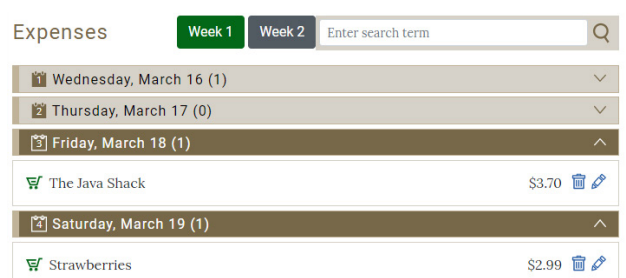 Expenses Week 1 Week 2 Enter search term
1 Wednesday, March 16 (1)
2 Thursday, March 17 (0)
3 Friday, March 18 (1)
The Java Shack $3.70
4 Saturday, March 19 (1)
Strawberries $2.99